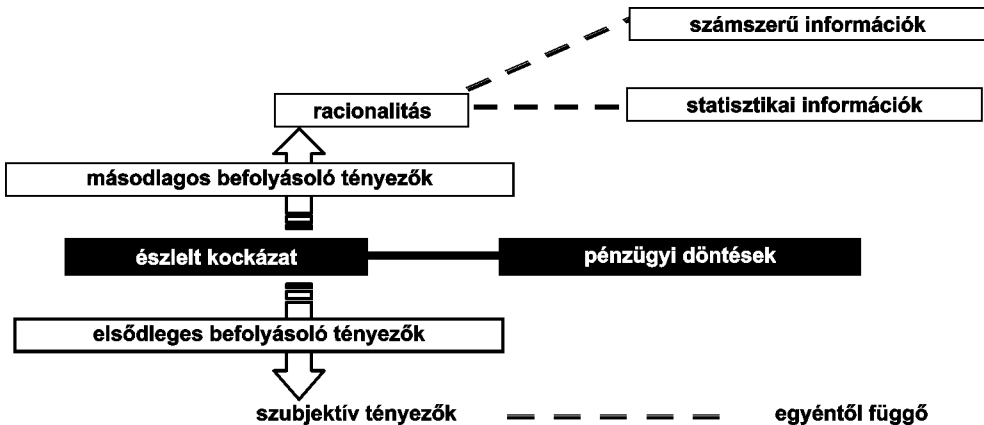 számszerű információk
racionalitás
statisztikai információk
másodlagos befolyásoló tényezők
észlelt kockázat
pénzügyi döntések
elsődleges befolyásoló tényezők
szubjektív tényezők
egyéntől függő